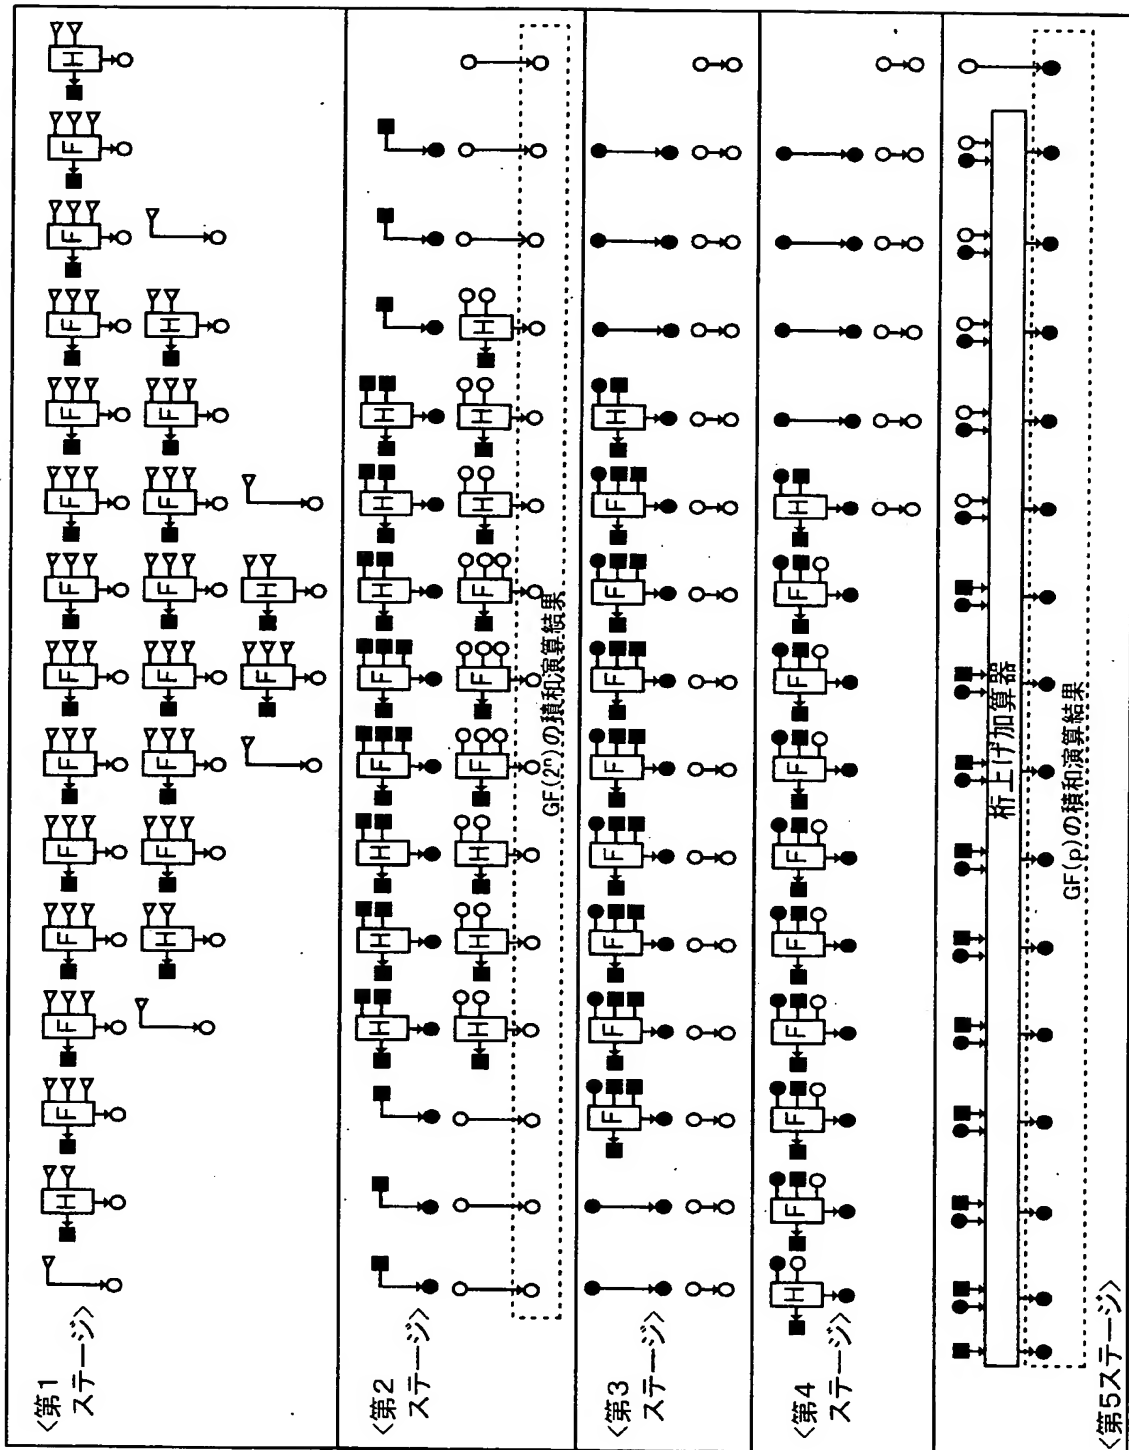 <第1
ステージ>
H F F F F F F F F F F F F H
H F F F F F F H
F H
<第2
ステージ>
H H H F F H H H
H H H F F F H H H
GF(2ⁿ)の積和演算結果
<第3
ステージ>
F F F F F F F F H
<第4
ステージ>
H F F F F F F F F H
桁上げ加算器
GF(p)の積和演算結果
<第5ステージ>